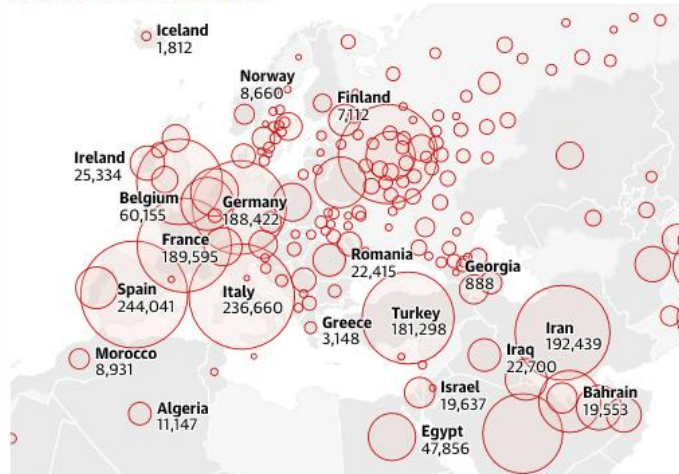 Iceland
1,812
Norway
8,660
Finland
7,112
Ireland
25,334
Belgium
60,155
Germany
188,422
France
189,595
Romania
22,415
Georgia
888
Spain
244,041
Italy
236,660
Turkey
181,298
Iran
192,439
Greece
3,148
Iraq
22,700
Morocco
8,931
Israel
19,637
Bahrain
19,553
Algeria
11,147
Egypt
47,856